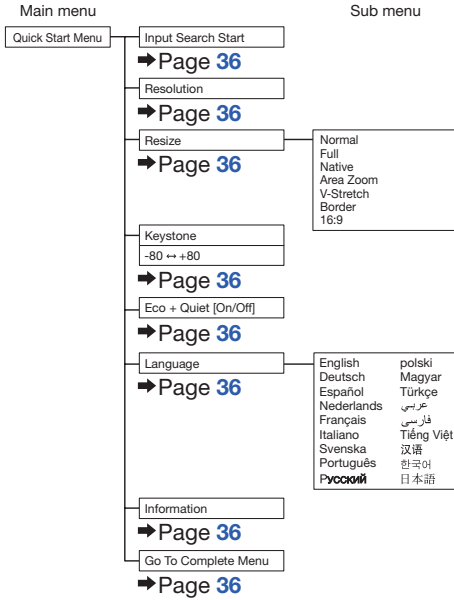 Main menu
Sub menu
Quick Start Menu
Input Search Start
➡Page 36
Resolution
➡Page 36
Resize
➡Page 36
Normal
Full
Native
Area Zoom
V-Stretch
Border
16:9
Keystone
-80 ↔ +80
➡Page 36
Eco + Quiet [On/Off]
➡Page 36
Language
➡Page 36
English polski
Deutsch Magyar
Español Türkçe
Nederlands عربي
Français فارسی
Italiano Tiếng Việt
Svenska 汉语
Português 한국어
Русский 日本語
Information
➡Page 36
Go To Complete Menu
➡Page 36